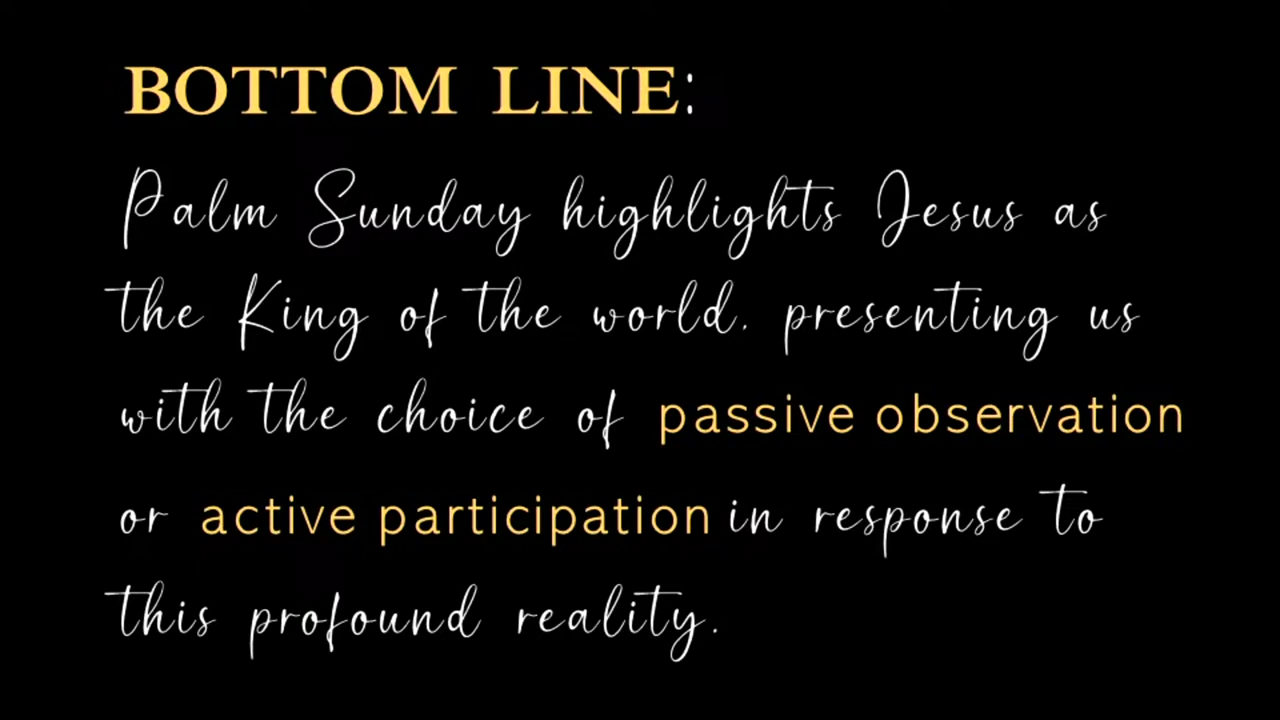 BOTTOM LINE:
Palm Sunday highlights Jesus as
the King of the world, presenting us
with the choice of passive observation
or active participation in response to
this profound reality.